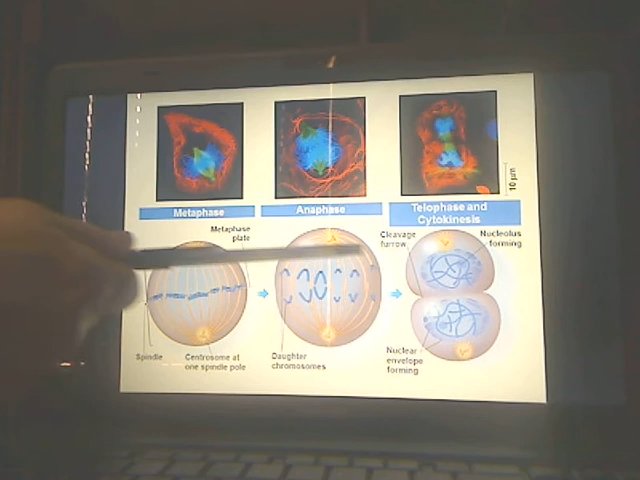 10 µm
Metaphase
Anaphase
Telophase and
Cytokinesis
Metaphase
plate
Cleavage
furrow
Nucleolus
forming
Spindle
Centrosome at
one spindle pole
Daughter
chromosomes
Nuclear
envelope
forming